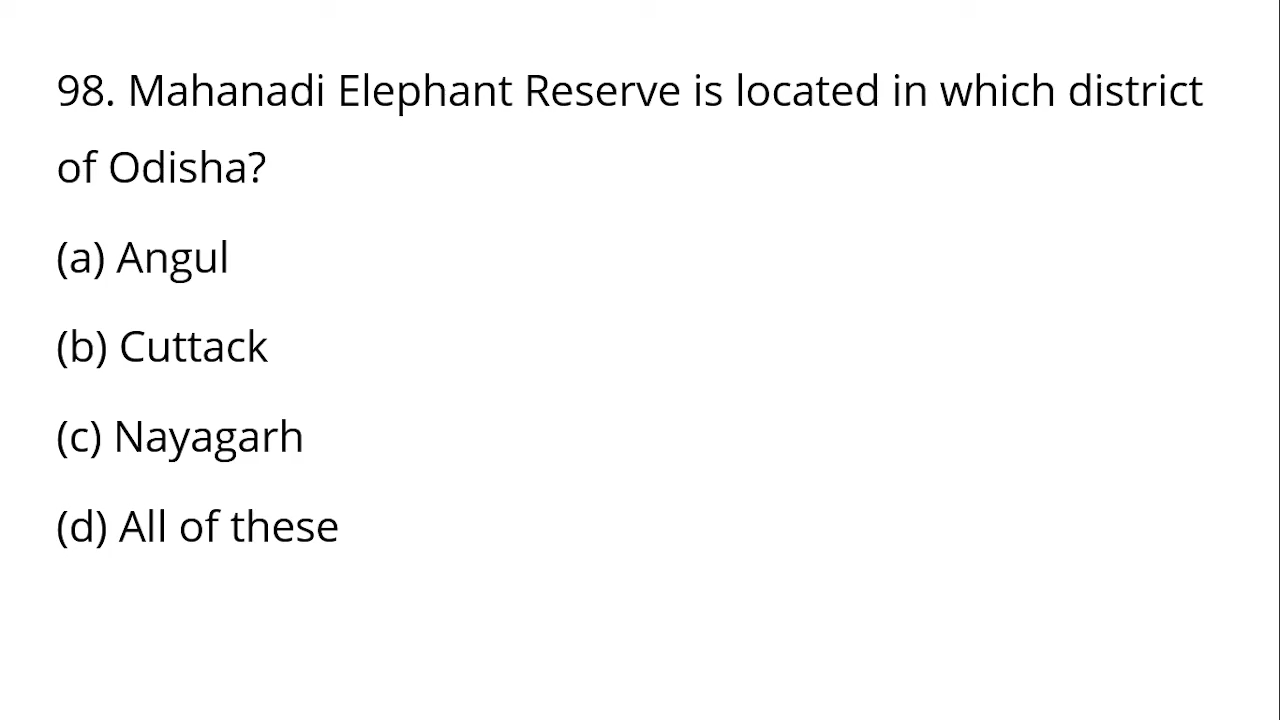 98. Mahanadi Elephant Reserve is located in which district
of Odisha?
(a) Angul
(b) Cuttack
(c) Nayagarh
(d) All of these